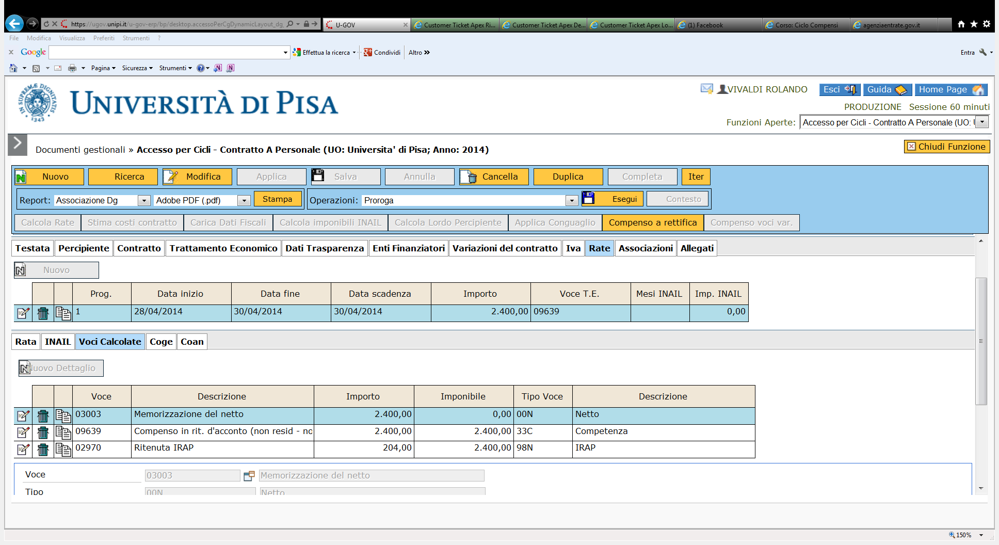 https://ugov.unipi.it/u-gov-erp/bp/desktop.accessoPerCgDynamicLayout_dg
U-GOV
Customer Ticket Apex Ri...
Customer Ticket Apex De...
Customer Ticket Apex Lo...
(1) Facebook
Corso: Ciclo Compensi
agenziaentrate.gov.it
File Modifica Visualizza Preferiti Strumenti ?
x Google Effettua la ricerca Condividi Altro »
Entra
Pagina Sicurezza Strumenti
UNIVERSITÀ DI PISA
IN SUPREMÆ DIGNITATIS
1343
VIVALDI ROLANDO Esci Guida Home Page
PRODUZIONE Sessione 60 minuti
Funzioni Aperte: Accesso per Cicli - Contratto A Personale (UO:
Documenti gestionali » Accesso per Cicli - Contratto A Personale (UO: Universita' di Pisa; Anno: 2014)
Chiudi Funzione
Nuovo Ricerca Modifica Applica Salva Annulla Cancella Duplica Completa Iter
Report: Associazione Dg Adobe PDF (.pdf) Stampa Operazioni: Proroga Esegui Contesto
Calcola Rate Stima costi contratto Carica Dati Fiscali Calcola imponibili INAIL Calcola Lordo Percipiente Applica Conguaglio Compenso a rettifica Compenso voci var.
Testata Percipiente Contratto Trattamento Economico Dati Trasparenza Enti Finanziatori Variazioni del contratto Iva Rate Associazioni Allegati
Nuovo
Prog. Data inizio Data fine Data scadenza Importo Voce T.E. Mesi INAIL Imp. INAIL
1 28/04/2014 30/04/2014 30/04/2014 2.400,00 09639 0,00
Rata INAIL Voci Calcolate Coge Coan
Nuovo Dettaglio
Voce Descrizione Importo Imponibile Tipo Voce Descrizione
03003 Memorizzazione del netto 2.400,00 0,00 00N Netto
09639 Compenso in rit. d'acconto (non resid - no 2.400,00 2.400,00 33C Competenza
02970 Ritenuta IRAP 204,00 2.400,00 98N IRAP
Voce 03003 Memorizzazione del netto
Tipo 00N Netto
150%